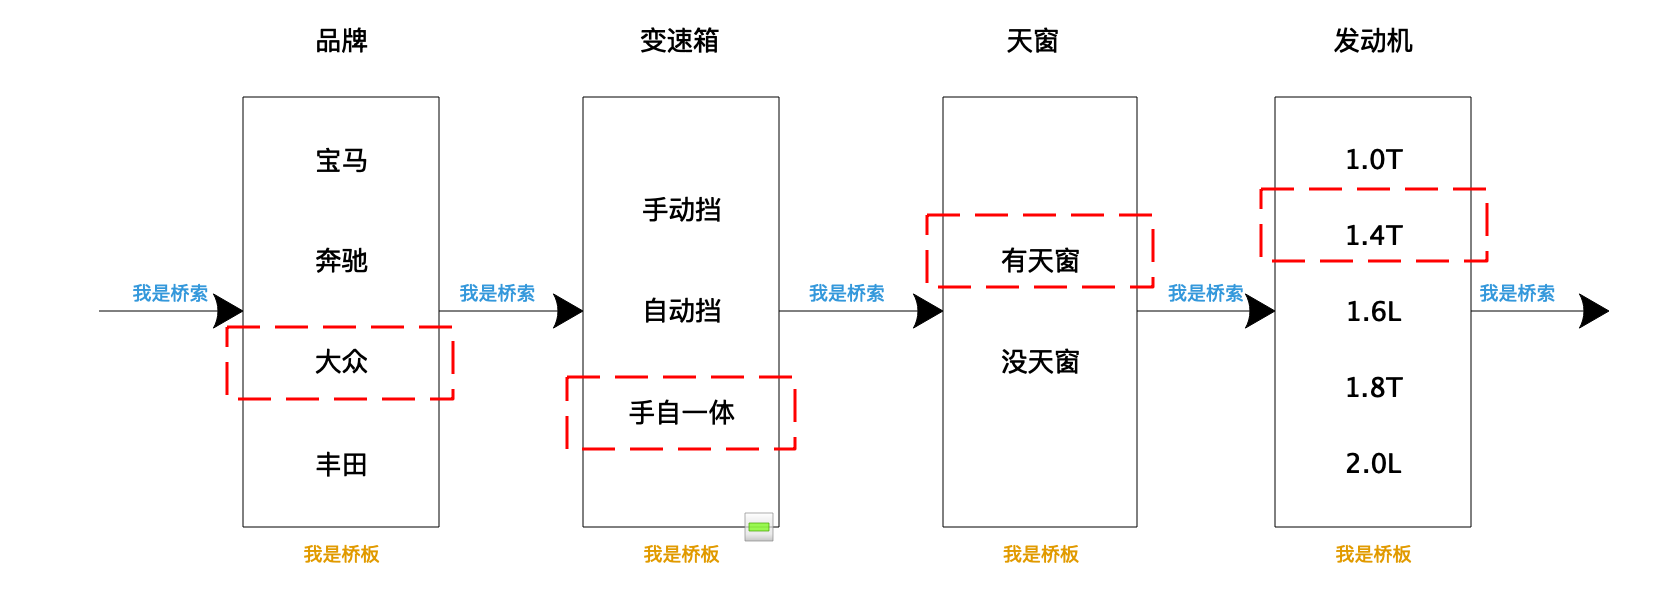 品牌
变速箱
天窗
发动机
宝马
奔驰
大众
丰田
手动挡
自动挡
手自一体
有天窗
没天窗
1.0T
1.4T
1.6L
1.8T
2.0L
我是桥索
我是桥索
我是桥索
我是桥索
我是桥索
我是桥板
我是桥板
我是桥板
我是桥板